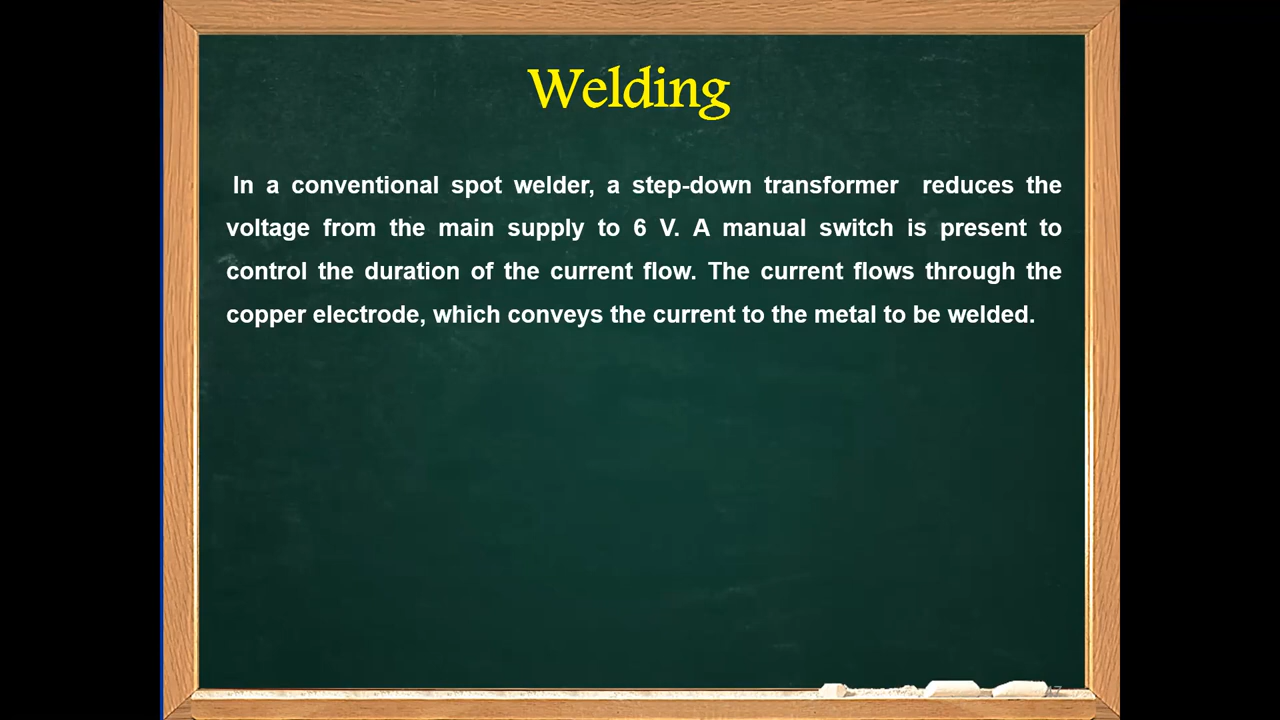 Welding
In a conventional spot welder, a step-down transformer reduces the
voltage from the main supply to 6 V. A manual switch is present to
control the duration of the current flow. The current flows through the
copper electrode, which conveys the current to the metal to be welded.